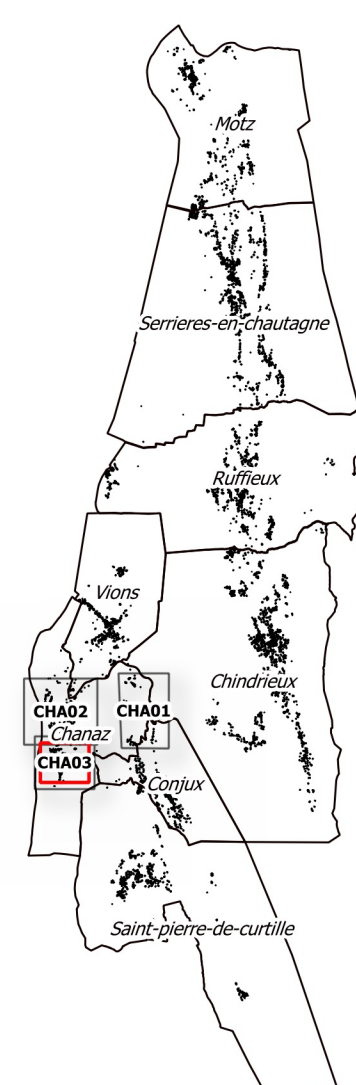 Motz
Serrieres-en-chautagne
Ruffieux
Vions
Chindrieux
CHA02
CHA01
Chanaz
CHA03
Conjux
Saint-pierre-de-curtille